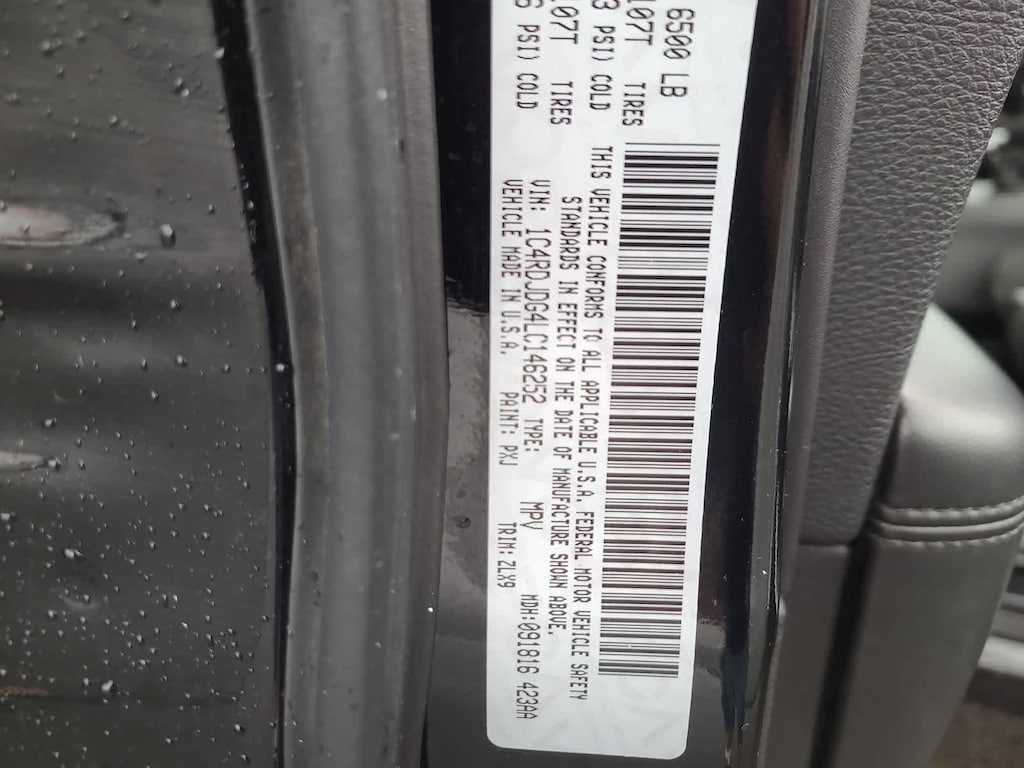 6500 LB
107T TIRES
3 PSI) COLD
107T TIRES
6 PSI) COLD
THIS VEHICLE CONFORMS TO ALL APPLICABLE U.S.A. FEDERAL MOTOR VEHICLE SAFETY
STANDARDS IN EFFECT ON THE DATE OF MANUFACTURE SHOWN ABOVE.
VIN: 1C4RDJDG4LC146252 TYPE: MPV MDH:091816 423AA
VEHICLE MADE IN U.S.A. PAINT: PXJ TRIM: ZLX9